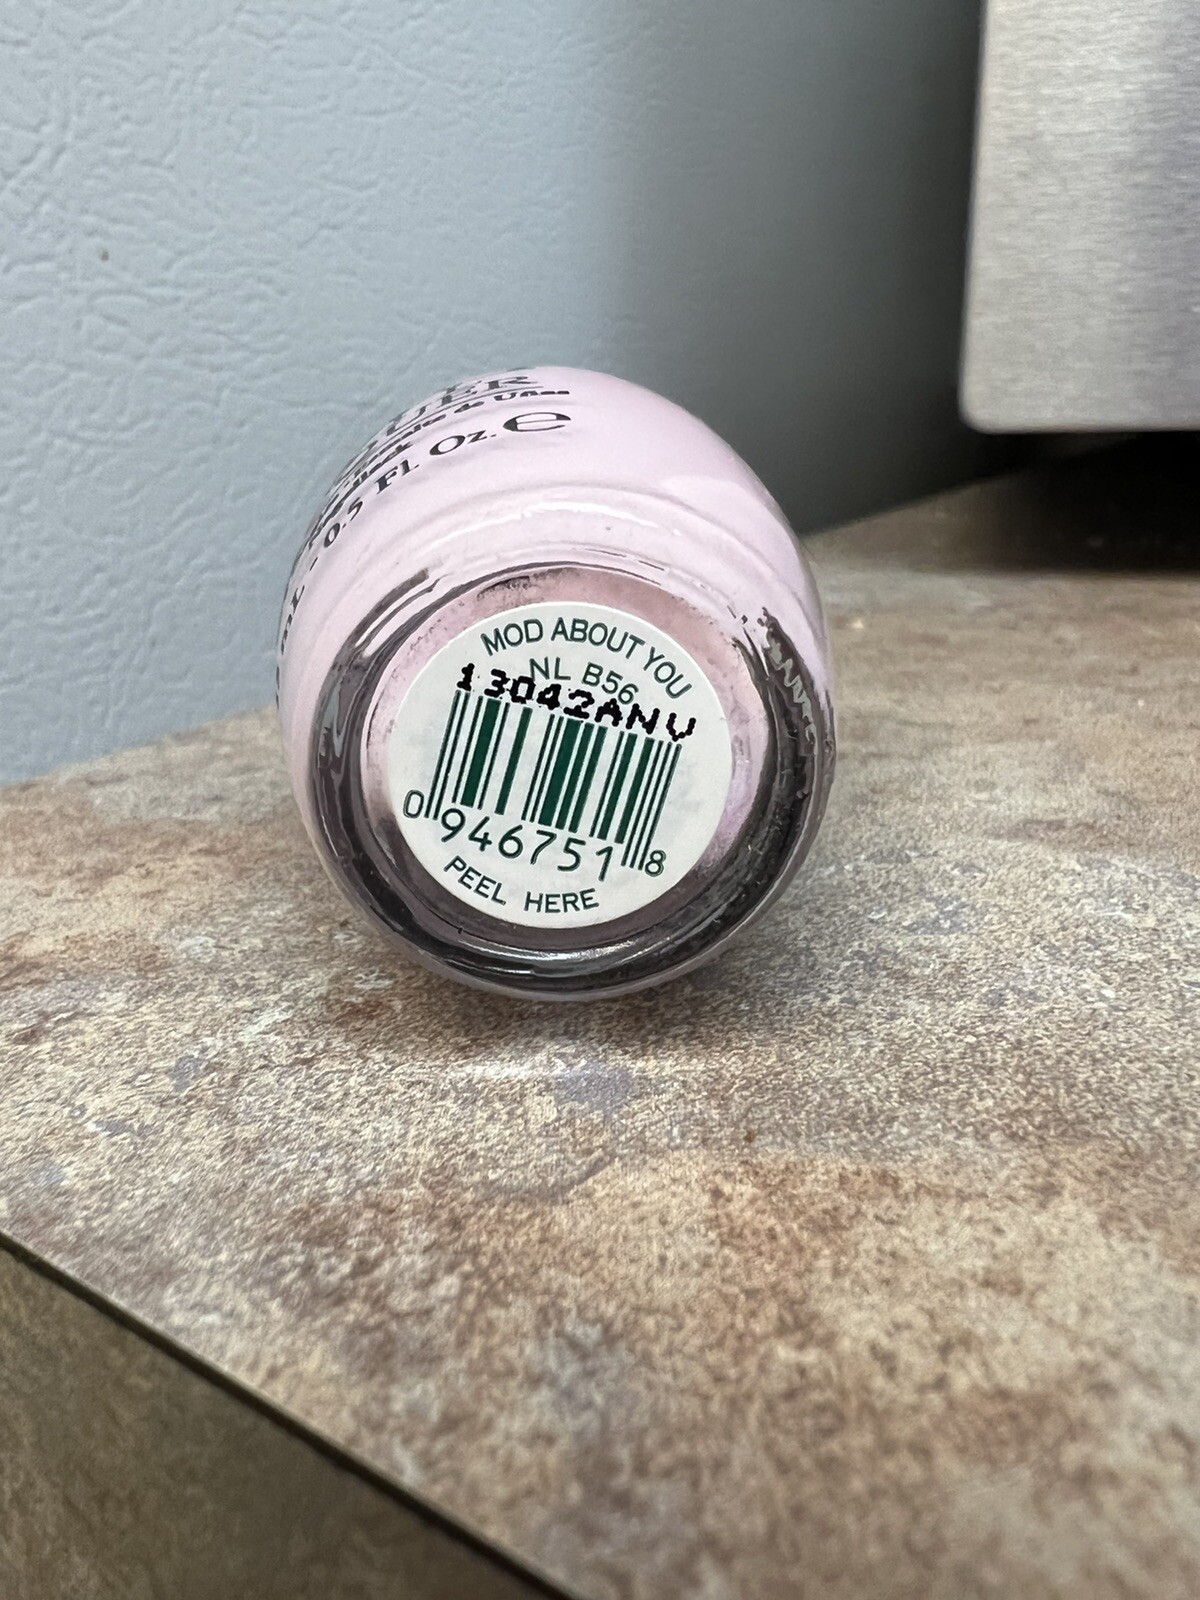 0.5 Fl. Oz. e
MOD ABOUT YOU
NL B56
13042ANV
0 946751 8
PEEL HERE